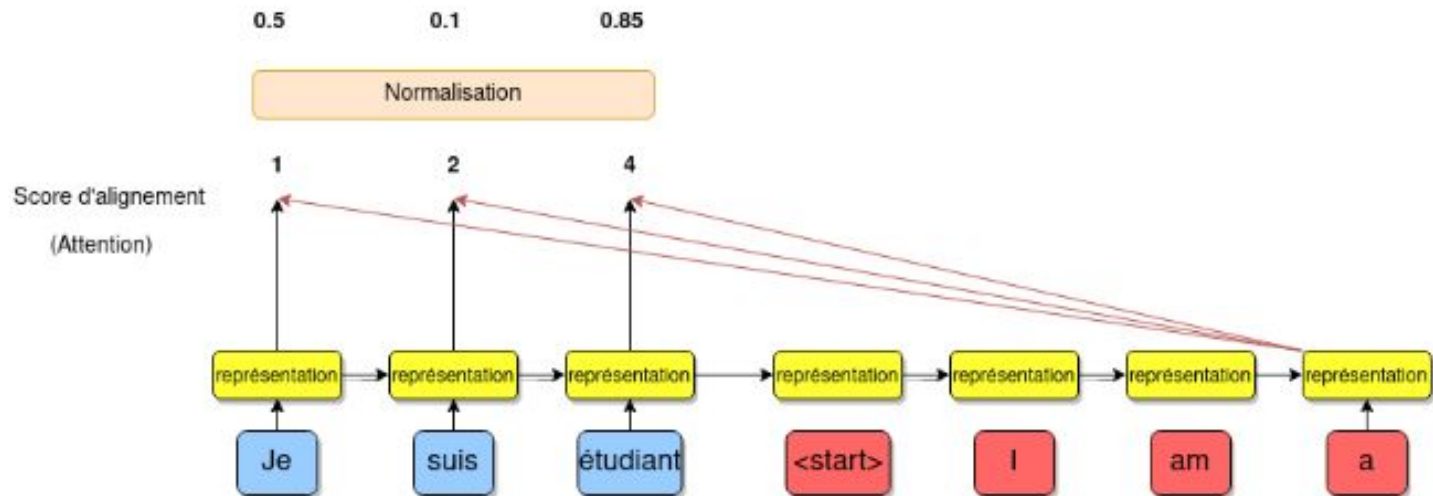 0.5 0.1 0.85
Normalisation
1 2 4
Score d'alignement
(Attention)
représentation représentation représentation représentation représentation représentation représentation
Je suis étudiant <start> I am a